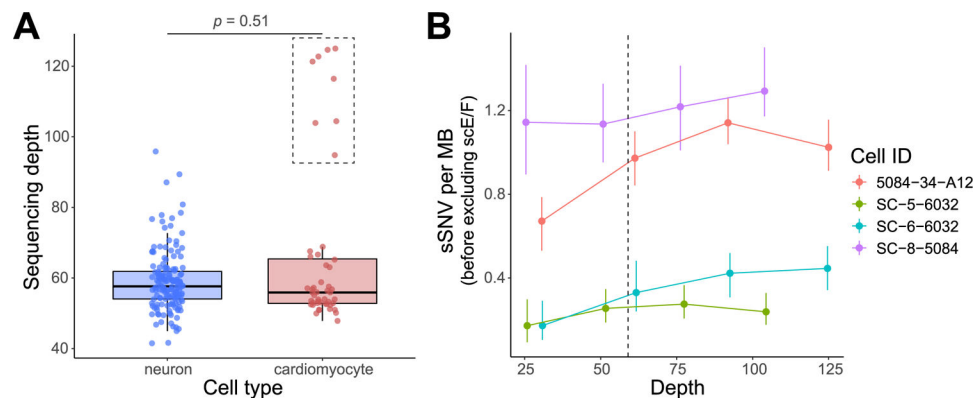 A
p = 0.51
Sequencing depth
120
100
80
60
40
neuron
cardiomyocyte
Cell type
B
sSNV per MB
(before excluding scE/F)
1.2
0.8
0.4
25
50
75
100
125
Depth
Cell ID
5084−34−A12
SC−5−6032
SC−6−6032
SC−8−5084